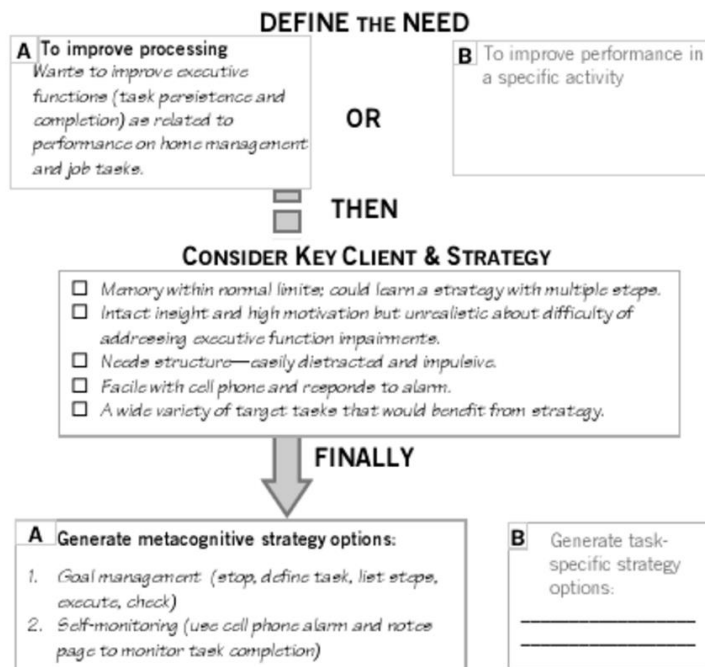 DEFINE THE NEED
A To improve processing
Wants to improve executive
functions (task persistence and
completion) as related to
performance on home management
and job tasks.
OR
B To improve performance in
a specific activity
THEN
CONSIDER KEY CLIENT & STRATEGY
Memory within normal limits; could learn a strategy with multiple steps.
Intact insight and high motivation but unrealistic about difficulty of
addressing executive function impairments.
Needs structure—easily distracted and impulsive.
Facile with cell phone and responds to alarm.
A wide variety of target tasks that would benefit from strategy.
FINALLY
A Generate metacognitive strategy options:
1. Goal management (stop, define task, list steps,
execute, check)
2. Self-monitoring (use cell phone alarm and notes
page to monitor task completion)
B Generate task-
specific strategy
options: